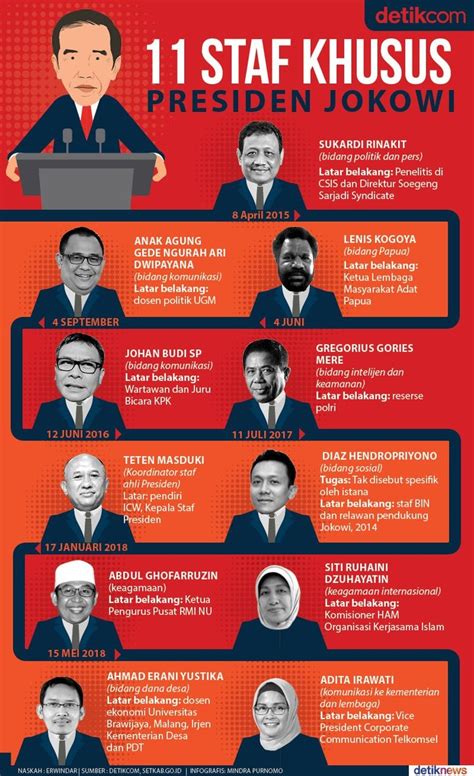 detikcom
11 STAF KHUSUS
PRESIDEN JOKOWI
SUKARDI RINAKIT
(bidang politik dan pers)
Latar belakang: Penelitis di
CSIS dan Direktur Soegeng
Sarjadi Syndicate
8 April 2015
ANAK AGUNG
GEDE NGURAH ARI
DWIPAYANA
(bidang komunikasi)
Latar belakang:
dosen politik UGM
LENIS KOGOYA
(bidang Papua)
Latar belakang:
Ketua Lembaga
Masyarakat Adat
Papua
4 SEPTEMBER
4 JUNI
JOHAN BUDI SP
(bidang komunikasi)
Latar belakang:
Wartawan dan Juru
Bicara KPK
GREGORIUS GORIES
MERE
(bidang intelijen dan
keamanan)
Latar belakang: reserse
polri
12 JUNI 2016
11 JULI 2017
TETEN MASDUKI
(Koordinator staf
ahli Presiden)
Latar: pendiri
ICW, Kepala Staf
Presiden
DIAZ HENDROPRIYONO
(bidang sosial)
Tugas: Tak disebut spesifik
oleh istana
Latar belakang: staf BIN
dan relawan pendukung
Jokowi, 2014
17 JANUARI 2018
ABDUL GHOFARRUZIN
(keagamaan)
Latar belakang: Ketua
Pengurus Pusat RMI NU
SITI RUHAINI
DZUHAYATIN
(keagamaan internasional)
Latar belakang:
Komisioner HAM
Organisasi Kerjasama Islam
15 MEI 2018
AHMAD ERANI YUSTIKA
(bidang dana desa)
Latar belakang: dosen
ekonomi Universitas
Brawijaya, Malang, Irjen
Kementerian Desa
dan PDT
ADITA IRAWATI
(komunikasi ke kementerian
dan lembaga)
Latar belakang: Vice
President Corporate
Communication Telkomsel
NASKAH : ERWINDAR | SUMBER : DETIKCOM, SETKAB.GO.ID | INFOGRAFIS: MINDRA PURNOMO
detiknews